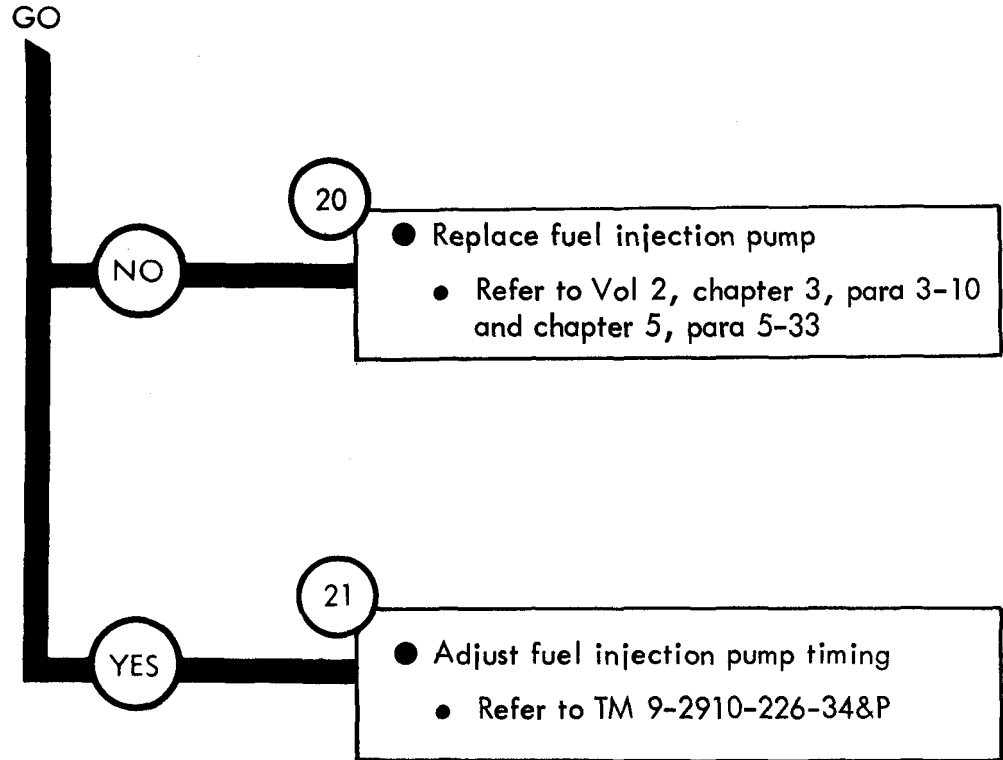 GO
20
● Replace fuel injection pump
NO
● Refer to Vol 2, chapter 3, para 3-10
and chapter 5, para 5-33
21
● Adjust fuel injection pump timing
YES
● Refer to TM 9-2910-226-34&P